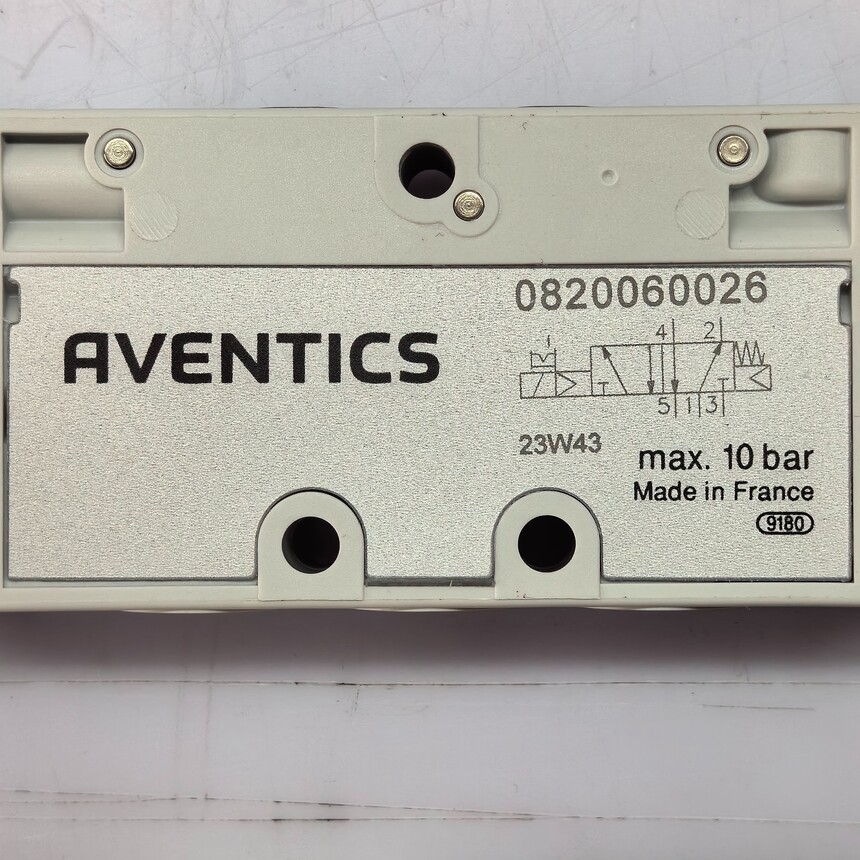 0820060026
AVENTICS
4 2
5 1 3
23W43
max. 10 bar
Made in France
9180